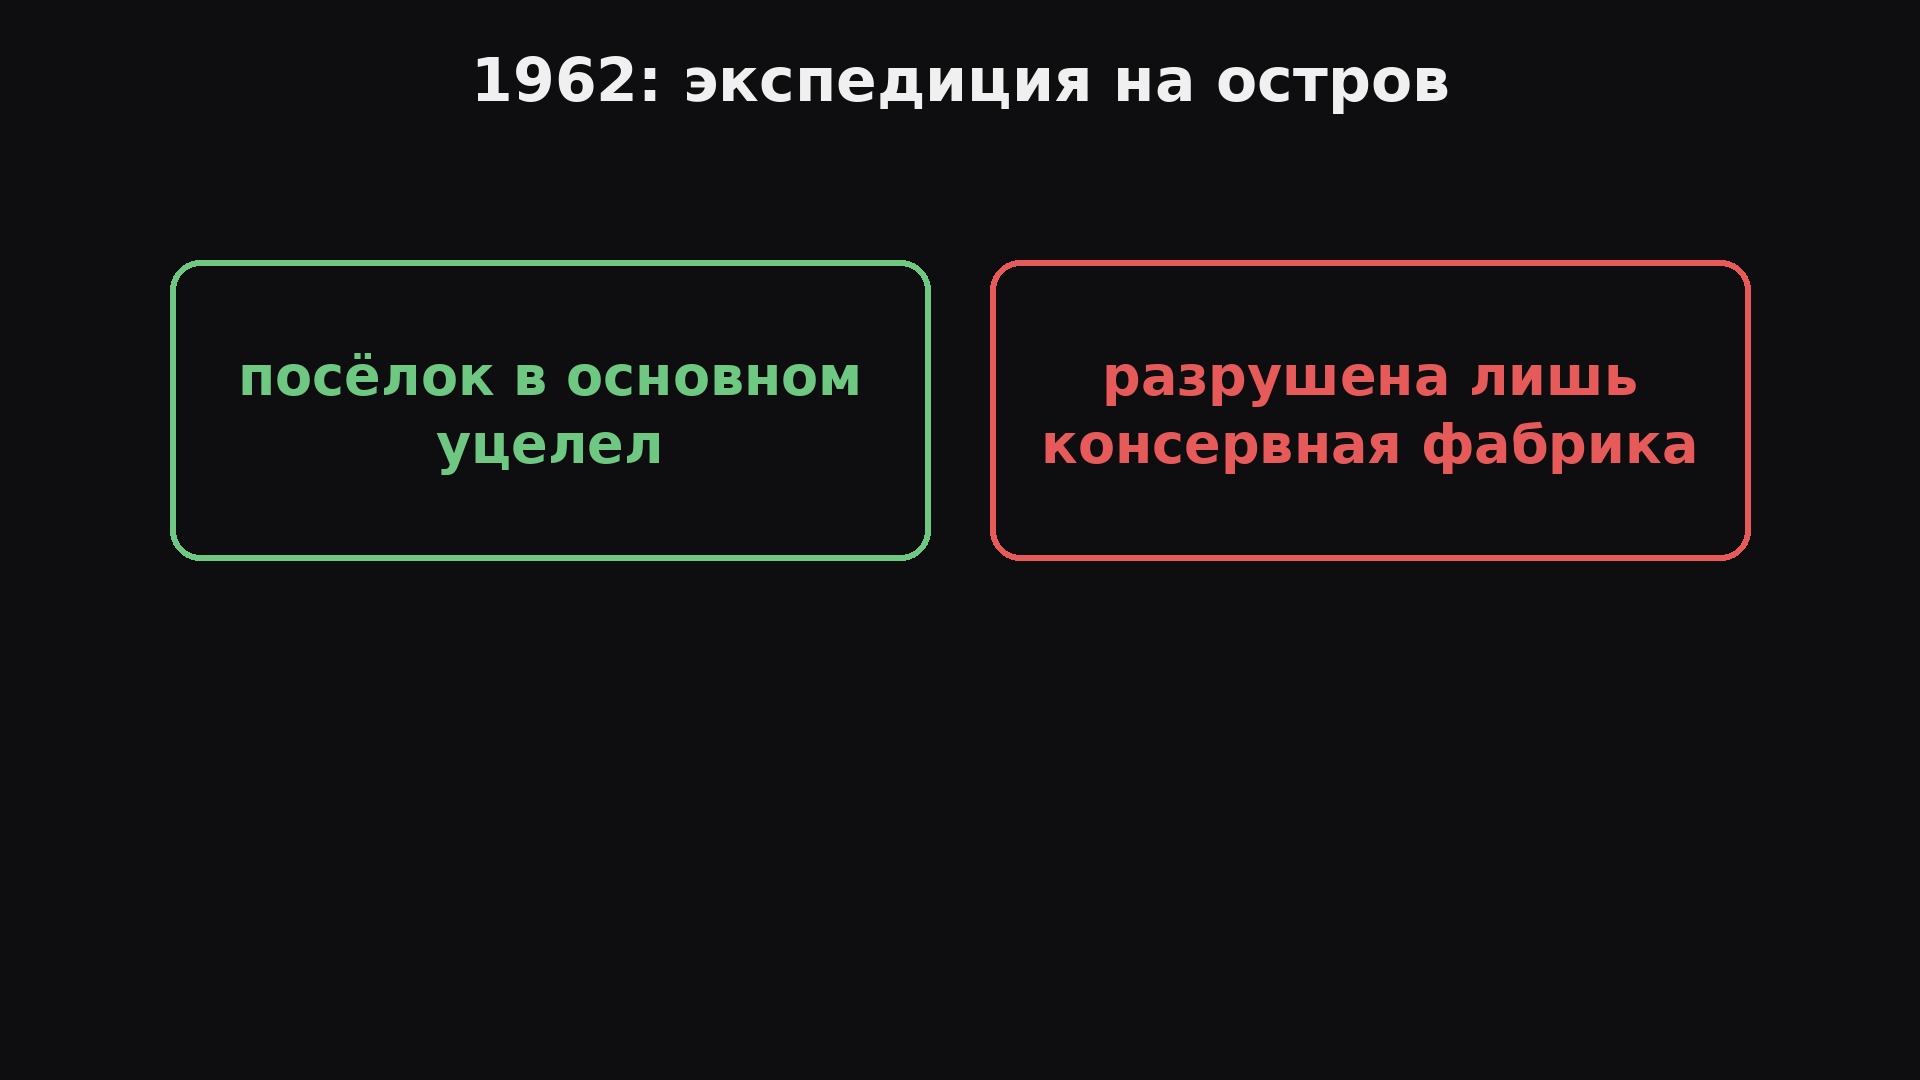 1962: экспедиция на остров
посёлок в основном
уцелел
разрушена лишь
консервная фабрика